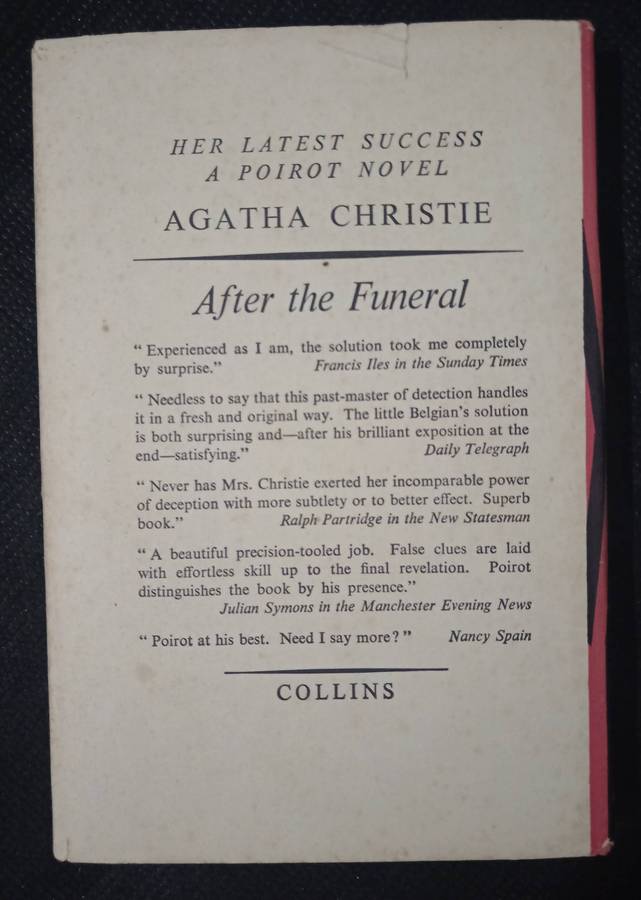 HER LATEST SUCCESS
A POIROT NOVEL
AGATHA CHRISTIE
After the Funeral
“ Experienced as I am, the solution took me completely
by surprise.” Francis Iles in the Sunday Times
“ Needless to say that this past-master of detection handles
it in a fresh and original way. The little Belgian’s solution
is both surprising and—after his brilliant exposition at the
end—satisfying.” Daily Telegraph
“ Never has Mrs. Christie exerted her incomparable power
of deception with more subtlety or to better effect. Superb
book.” Ralph Partridge in the New Statesman
“ A beautiful precision-tooled job. False clues are laid
with effortless skill up to the final revelation. Poirot
distinguishes the book by his presence.”
Julian Symons in the Manchester Evening News
“ Poirot at his best. Need I say more? ” Nancy Spain
COLLINS